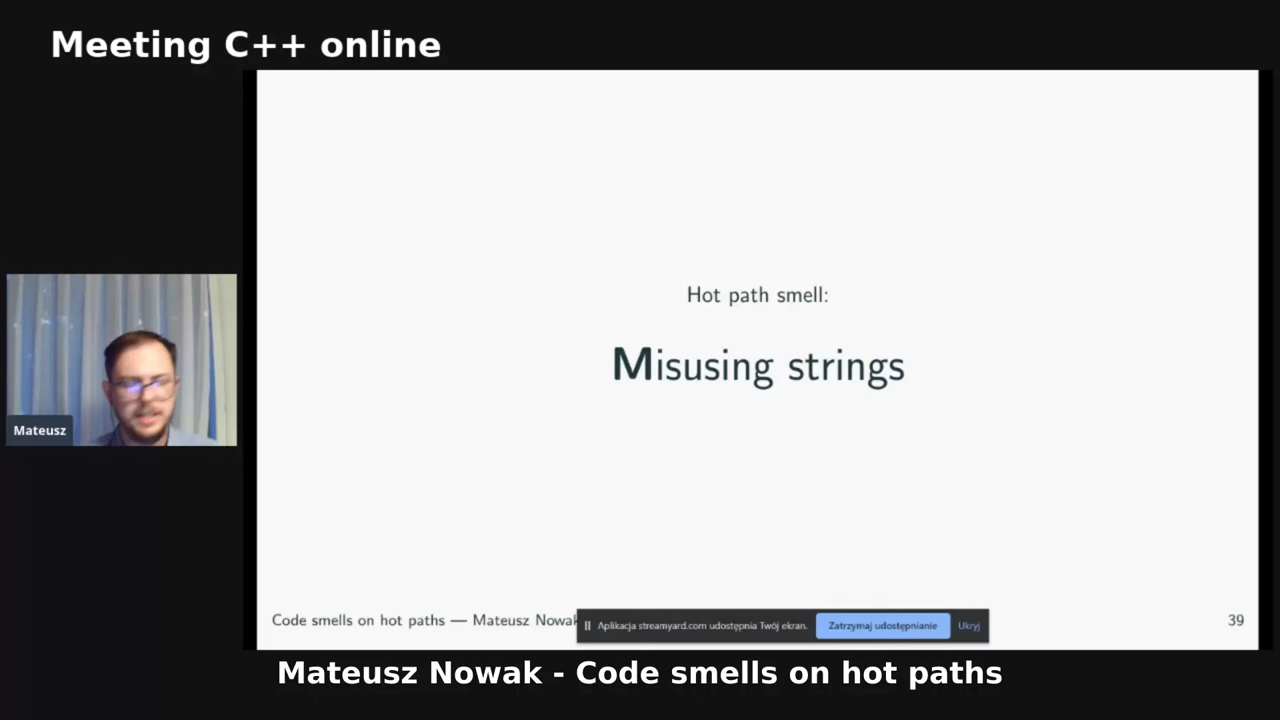 Meeting C++ online
Hot path smell:
Misusing strings
Mateusz
Code smells on hot paths — Mateusz Nowak
Aplikacja streamyard.com udostępnia Twój ekran.
Zatrzymaj udostępnianie
Ukryj
39
Mateusz Nowak - Code smells on hot paths